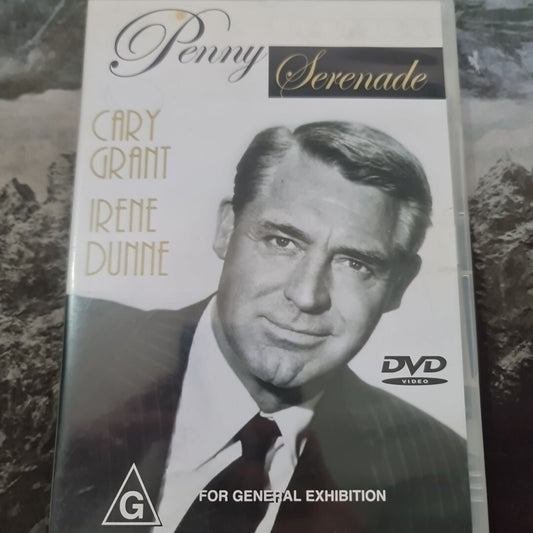 Penny
Serenade
CARY
GRANT
IRENE
DUNNE
DVD
VIDEO
G
FOR GENERAL EXHIBITION